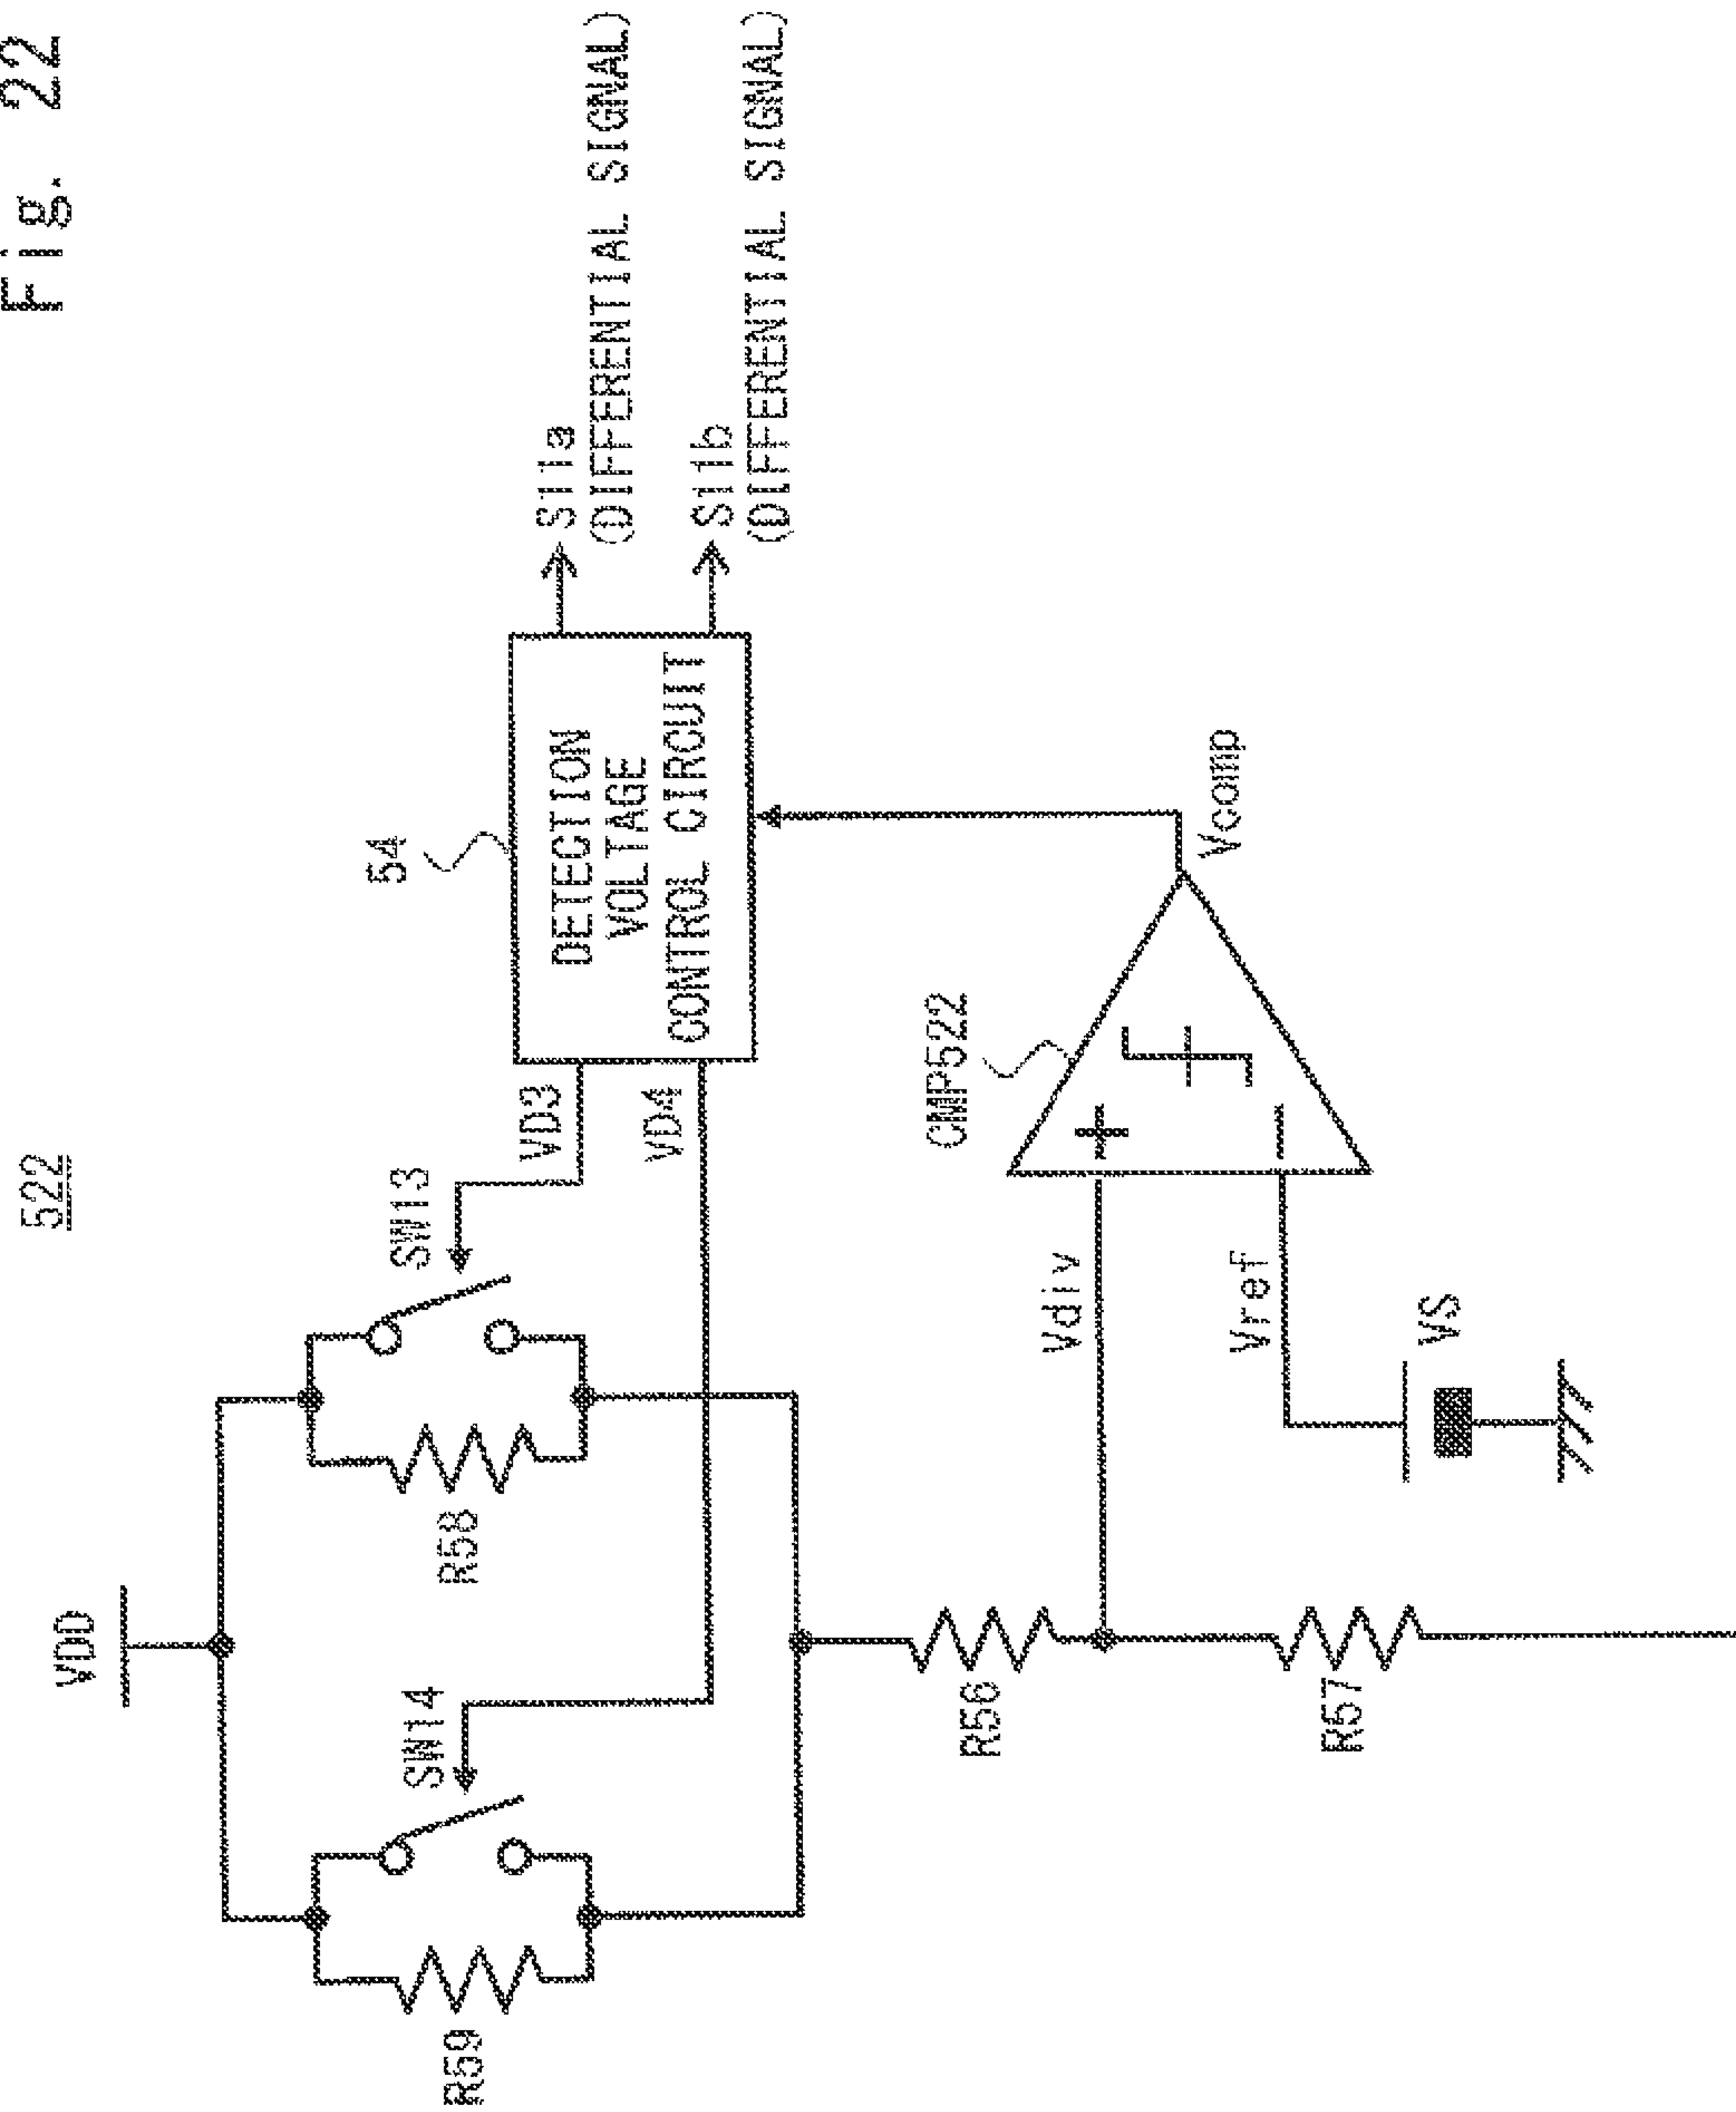 Fig. 22
522
VDD
SW14
R59
SW13
R58
VD3
VD4
54
DETECTION
VOLTAGE
CONTROL CIRCUIT
S11a
(DIFFERENTIAL SIGNAL)
S11b
(DIFFERENTIAL SIGNAL)
R56
R57
Vdiv
Vref
VS
CMP522
+
−
Vcomp